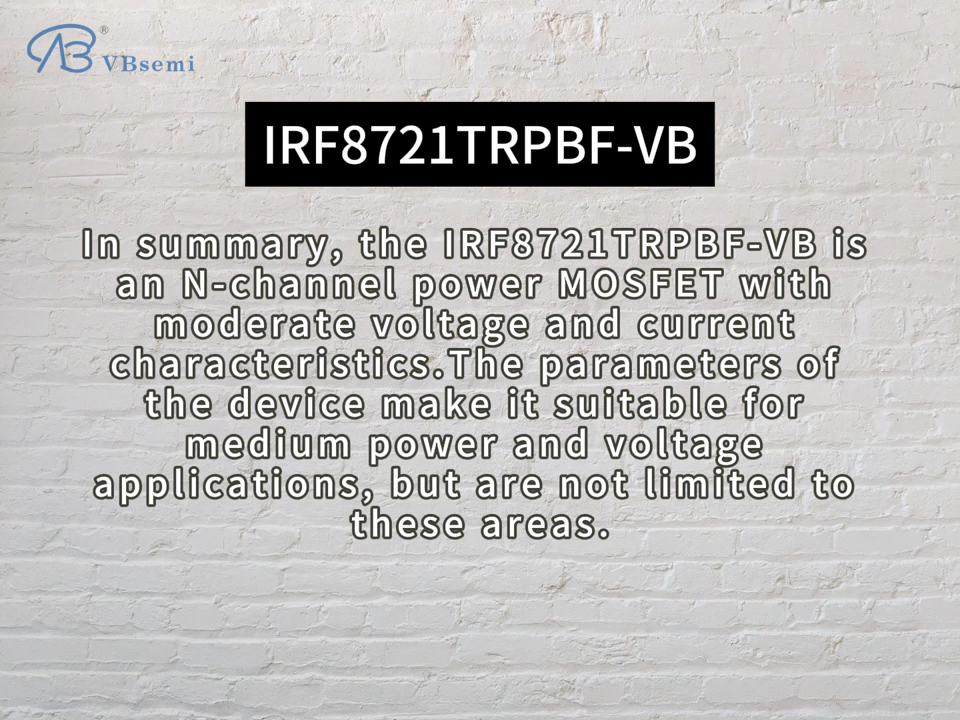 VBsemi
®
IRF8721TRPBF-VB
In summary, the IRF8721TRPBF-VB is
an N-channel power MOSFET with
moderate voltage and current
characteristics.The parameters of
the device make it suitable for
medium power and voltage
applications, but are not limited to
these areas.